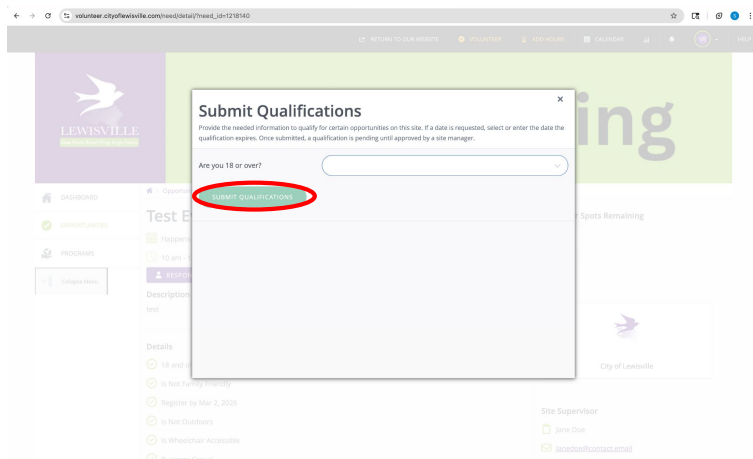 volunteer.cityoflewisville.com/need/detail/?need_id=1218140
RETURN TO OUR WEBSITE VOLUNTEER ADD HOURS CALENDAR HELP
LEWISVILLE
ing
Submit Qualifications
×
Provide the needed information to qualify for certain opportunities on this site. If a date is requested, select or enter the date the
qualification expires. Once submitted, a qualification is pending until approved by a site manager.
Are you 18 or over?
SUBMIT QUALIFICATIONS
DASHBOARD
OPPORTUNITIES
PROGRAMS
Collapse Menu
Opportu
Test E
Happens
10 am - 1
RESPON
Description
test
Details
18 and o
Is Not Family Friendly
Register by Mar 2, 2026
Is Not Outdoors
Is Wheelchair Accessible
r Spots Remaining
City of Lewisville
Site Supervisor
Jane Doe
Janedoe@contact.email